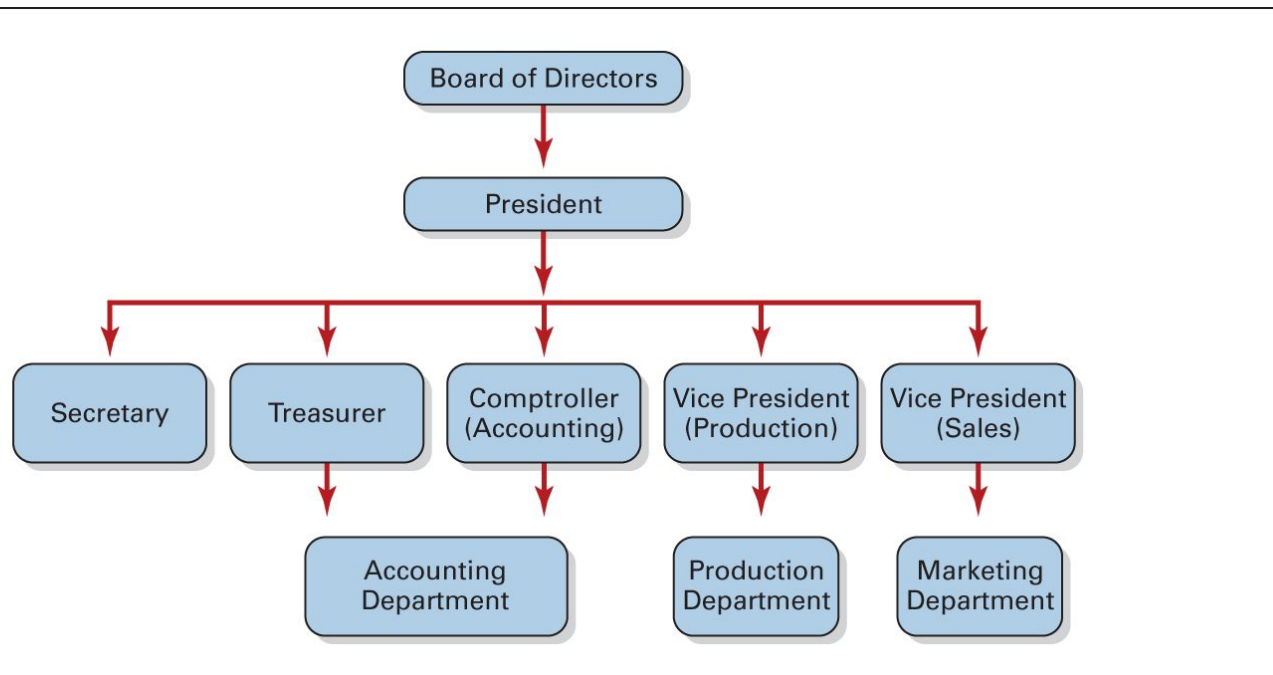 Board of Directors
President
Secretary
Treasurer
Comptroller
(Accounting)
Vice President
(Production)
Vice President
(Sales)
Accounting
Department
Production
Department
Marketing
Department